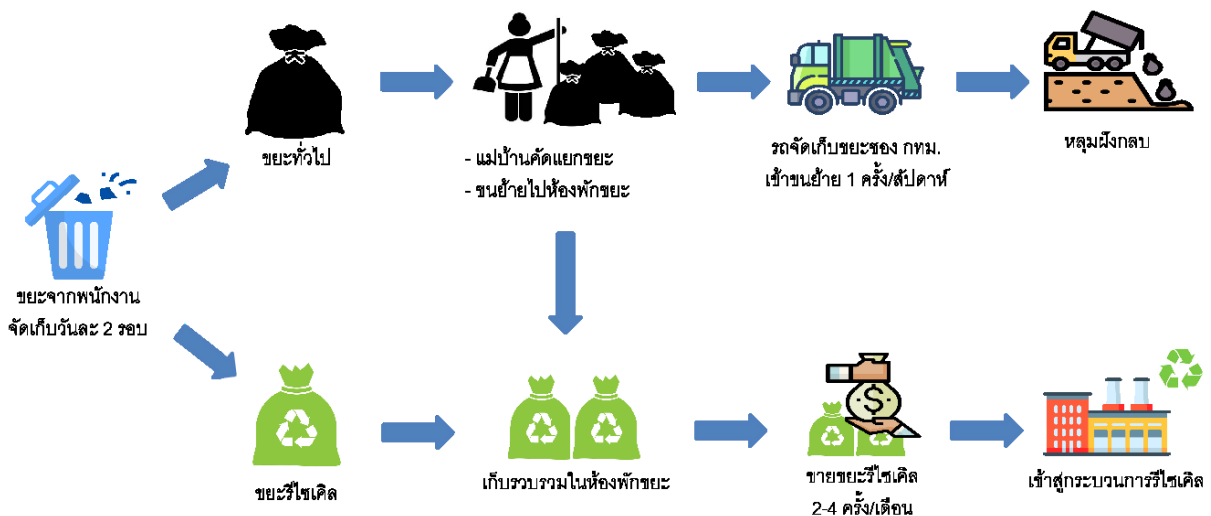 ขยะทั่วไป
- แม่บ้านคัดแยกขยะ
- ขนย้ายไปห้องพักขยะ
รถจัดเก็บขยะของ กทม.
เข้าขนย้าย 1 ครั้ง/สัปดาห์
หลุมฝังกลบ
ขยะจากพนักงาน
จัดเก็บวันละ 2 รอบ
ขยะรีไซเคิล
เก็บรวบรวมในห้องพักขยะ
$
ขายขยะรีไซเคิล
2-4 ครั้ง/เดือน
เข้าสู่กระบวนการรีไซเคิล